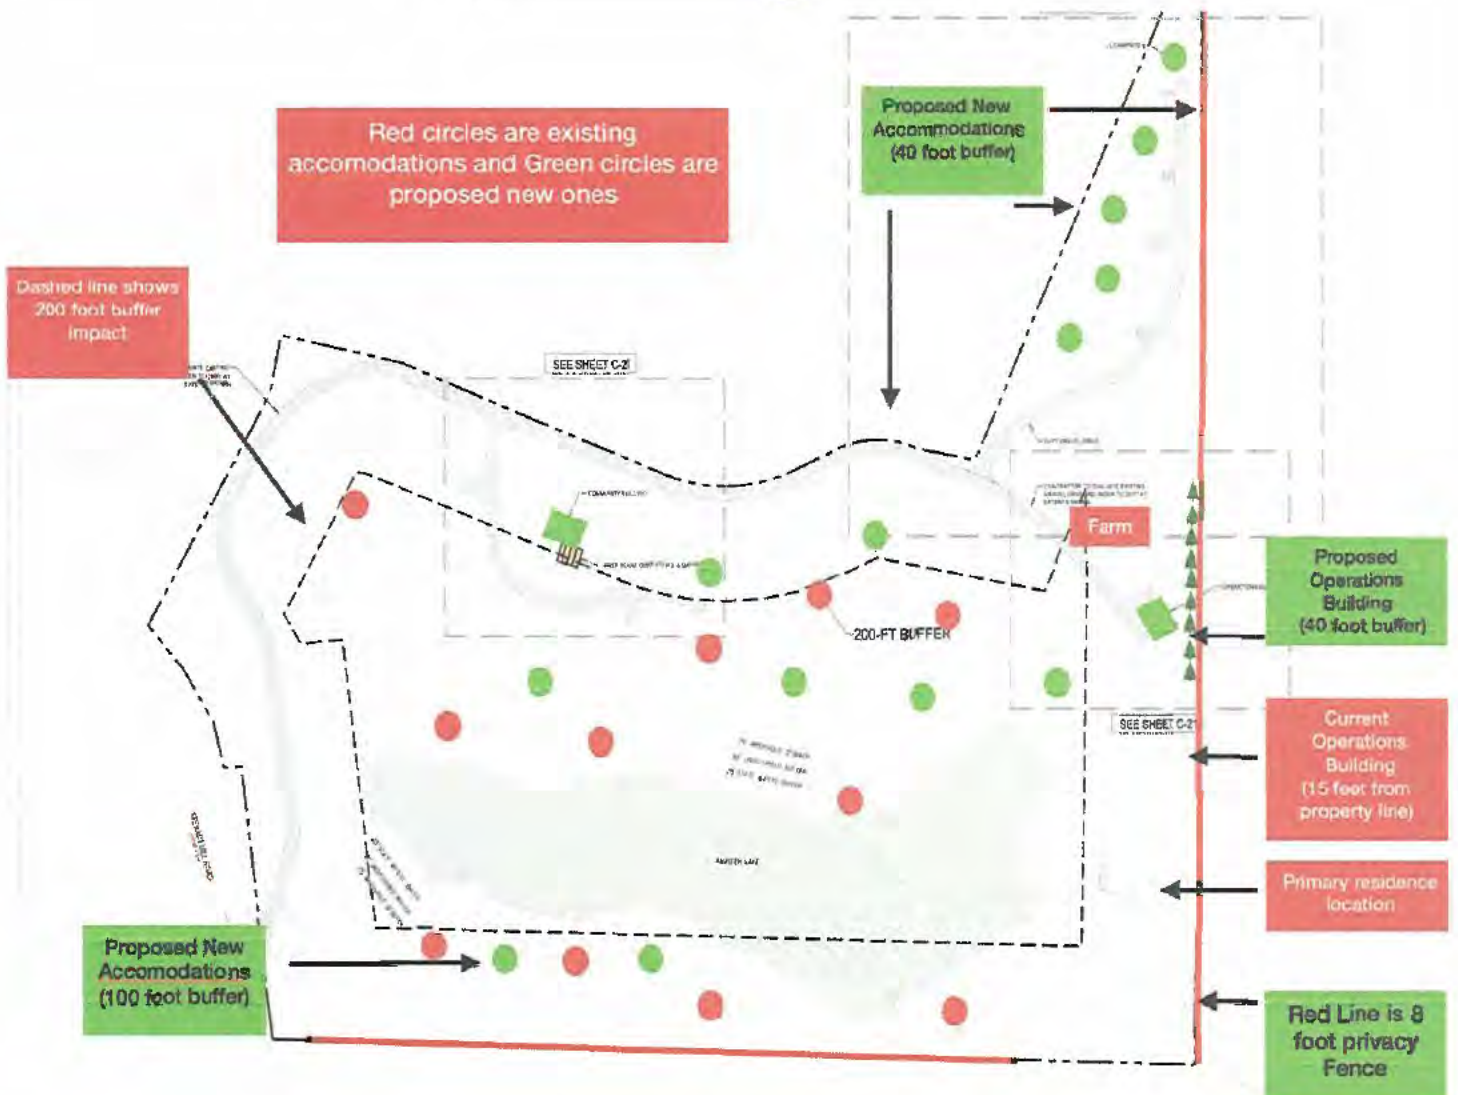 Proposed New
Accommodations
(40 foot buffer)
Red circles are existing
accomodations and Green circles are
proposed new ones
Dashed line shows
200 foot buffer
impact
SEE SHEET C-2
COMMUNITY BUILDING
Farm
Proposed
Operations
Building
(40 foot buffer)
200-FT BUFFER
SEE SHEET C-2
Current
Operations
Building
(15 feet from
property line)
LAKE
Primary residence
location
Proposed New
Accomodations
(100 foot buffer)
Red Line is 8
foot privacy
Fence